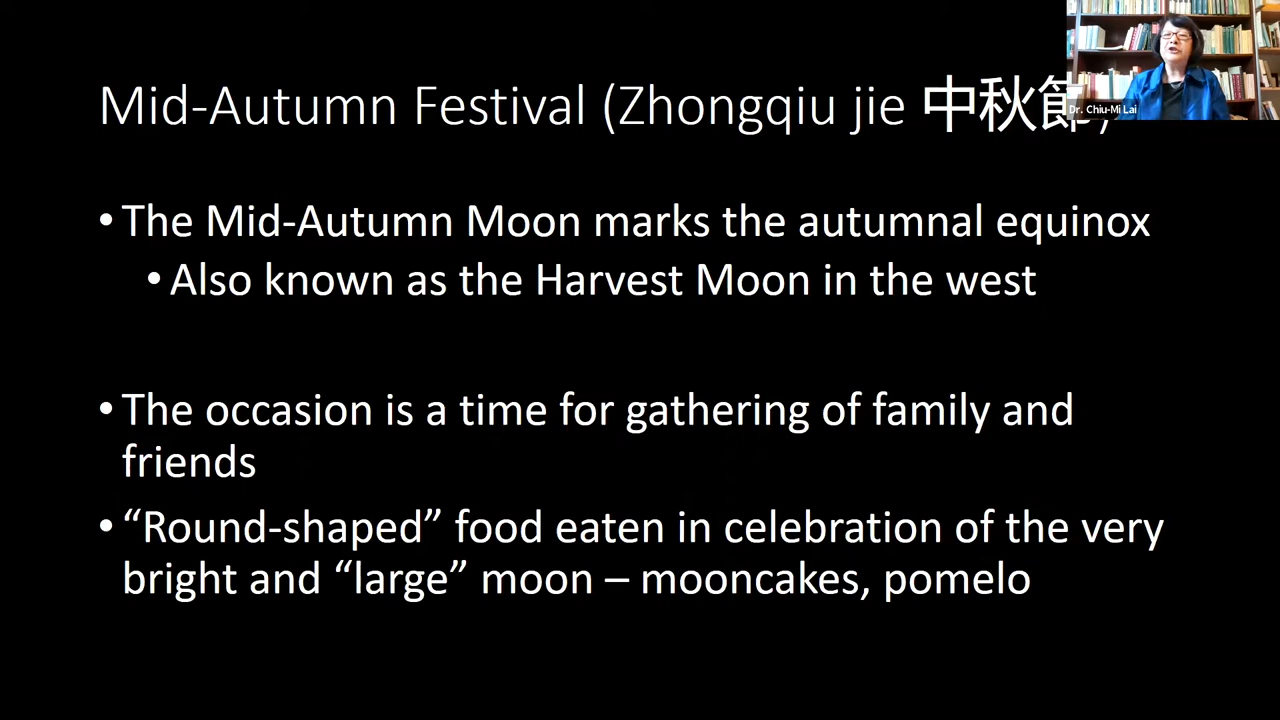 Mid-Autumn Festival (Zhongqiu jie 中秋節)
Dr. Chiu-Mi Lai
• The Mid-Autumn Moon marks the autumnal equinox
• Also known as the Harvest Moon in the west
• The occasion is a time for gathering of family and
friends
• “Round-shaped” food eaten in celebration of the very
bright and “large” moon – mooncakes, pomelo